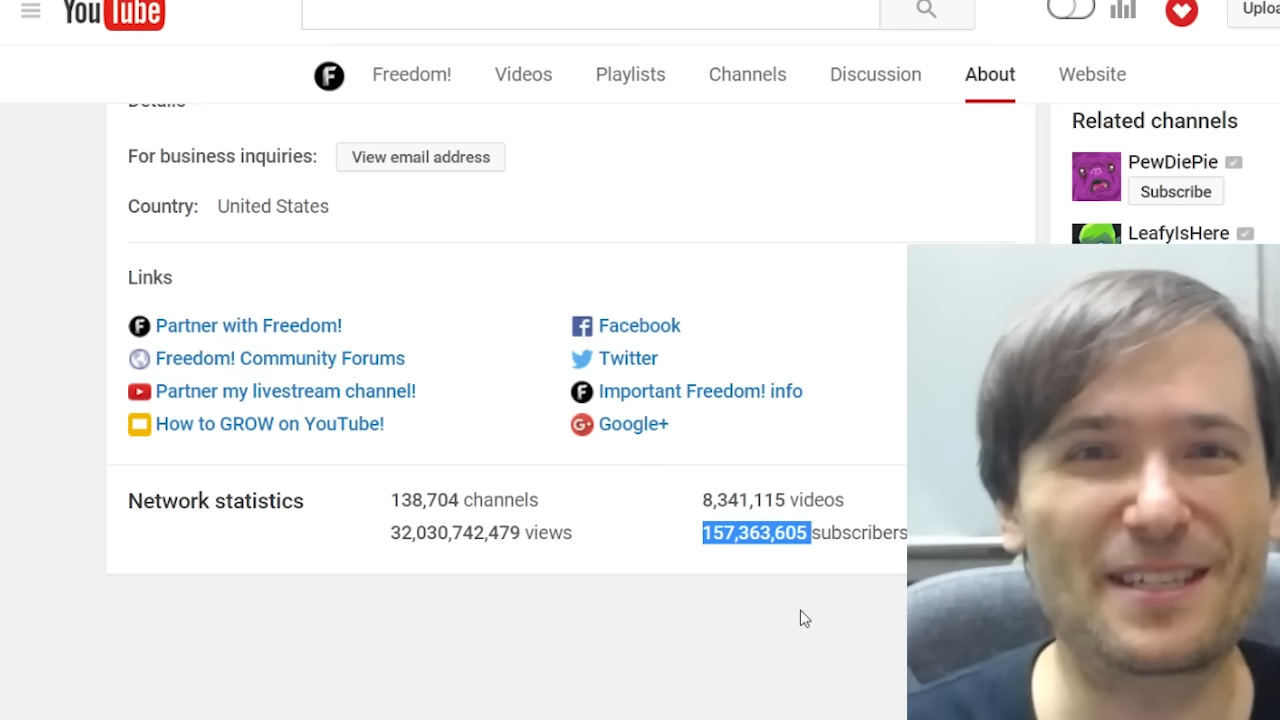 YouTube
Uploa
Freedom! Videos Playlists Channels Discussion About Website
Details
For business inquiries: View email address
Country: United States
Links
Partner with Freedom! Facebook
Freedom! Community Forums Twitter
Partner my livestream channel! Important Freedom! info
How to GROW on YouTube! Google+
Network statistics 138,704 channels 8,341,115 videos
32,030,742,479 views 157,363,605 subscribers
Related channels
PewDiePie
Subscribe
LeafyIsHere